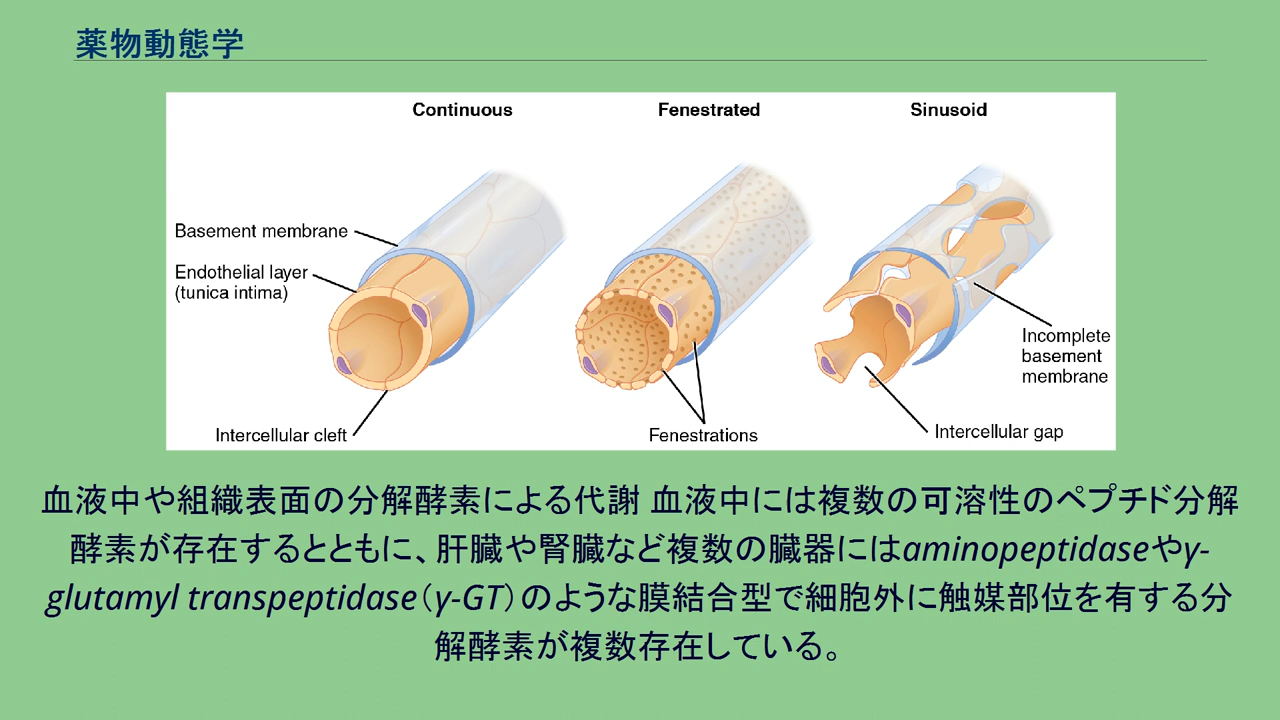 薬物動態学
Continuous
Fenestrated
Sinusoid
Basement membrane
Endothelial layer
(tunica intima)
Intercellular cleft
Fenestrations
Incomplete
basement
membrane
Intercellular gap
血液中や組織表面の分解酵素による代謝 血液中には複数の可溶性のペプチド分解
酵素が存在するとともに、肝臓や腎臓など複数の臓器にはaminopeptidaseやγ-
glutamyl transpeptidase（γ-GT）のような膜結合型で細胞外に触媒部位を有する分
解酵素が複数存在している。